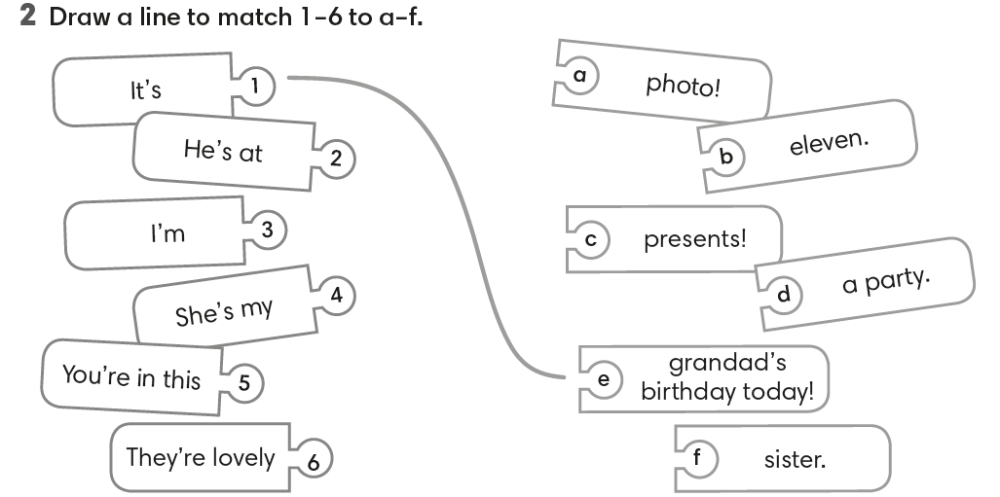 2 Draw a line to match 1–6 to a–f.
It's 1
He's at 2
I'm 3
She's my 4
You're in this 5
They're lovely 6
a photo!
b eleven.
c presents!
d a party.
e grandad's
birthday today!
f sister.